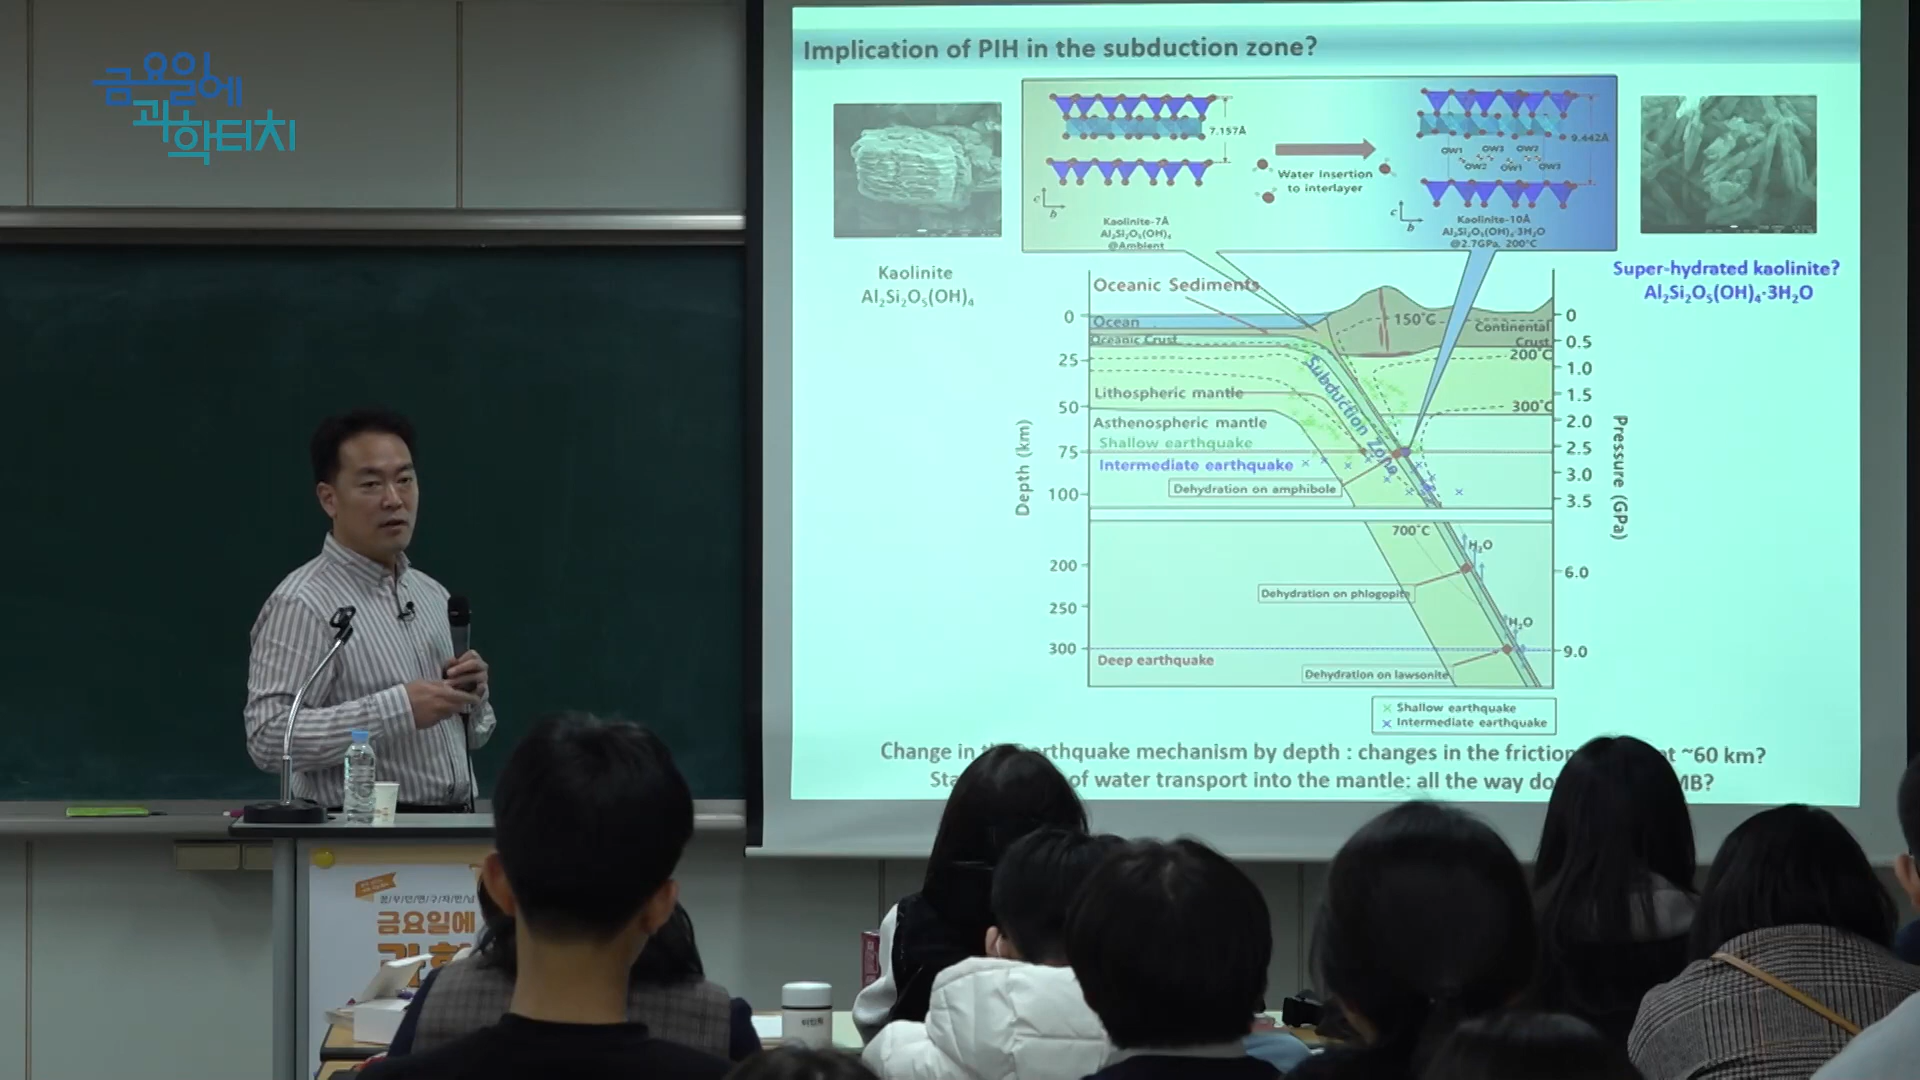 금요일에
과학터치
Implication of PIH in the subduction zone?
7.157Å
Water Insertion
to interlayer
c
b
Kaolinite-7Å
Al2Si2O5(OH)4
@Ambient
9.442Å
OW1 OW3 OW2
OW2 OW1 OW3
c
b
Kaolinite-10Å
Al2Si2O5(OH)4·3H2O
@2.7GPa, 200°C
Kaolinite
Al2Si2O5(OH)4
Super-hydrated kaolinite?
Al2Si2O5(OH)4·3H2O
Oceanic Sediments
Ocean
Oceanic Crust
Lithospheric mantle
Asthenospheric mantle
Shallow earthquake
Intermediate earthquake
Dehydration on amphibole
Subduction Zone
150°C
Continental
Crust
200°C
300°C
0
25
50
75
100
200
250
300
Depth (km)
0
0.5
1.0
1.5
2.0
2.5
3.0
3.5
6.0
9.0
Pressure (GPa)
700°C
H2O
Dehydration on phlogopite
H2O
Deep earthquake
Dehydration on lawsonite
Shallow earthquake
Intermediate earthquake
Change in earthquake mechanism by depth : changes in the friction ~60 km?
of water transport into the mantle: all the way
금요일에